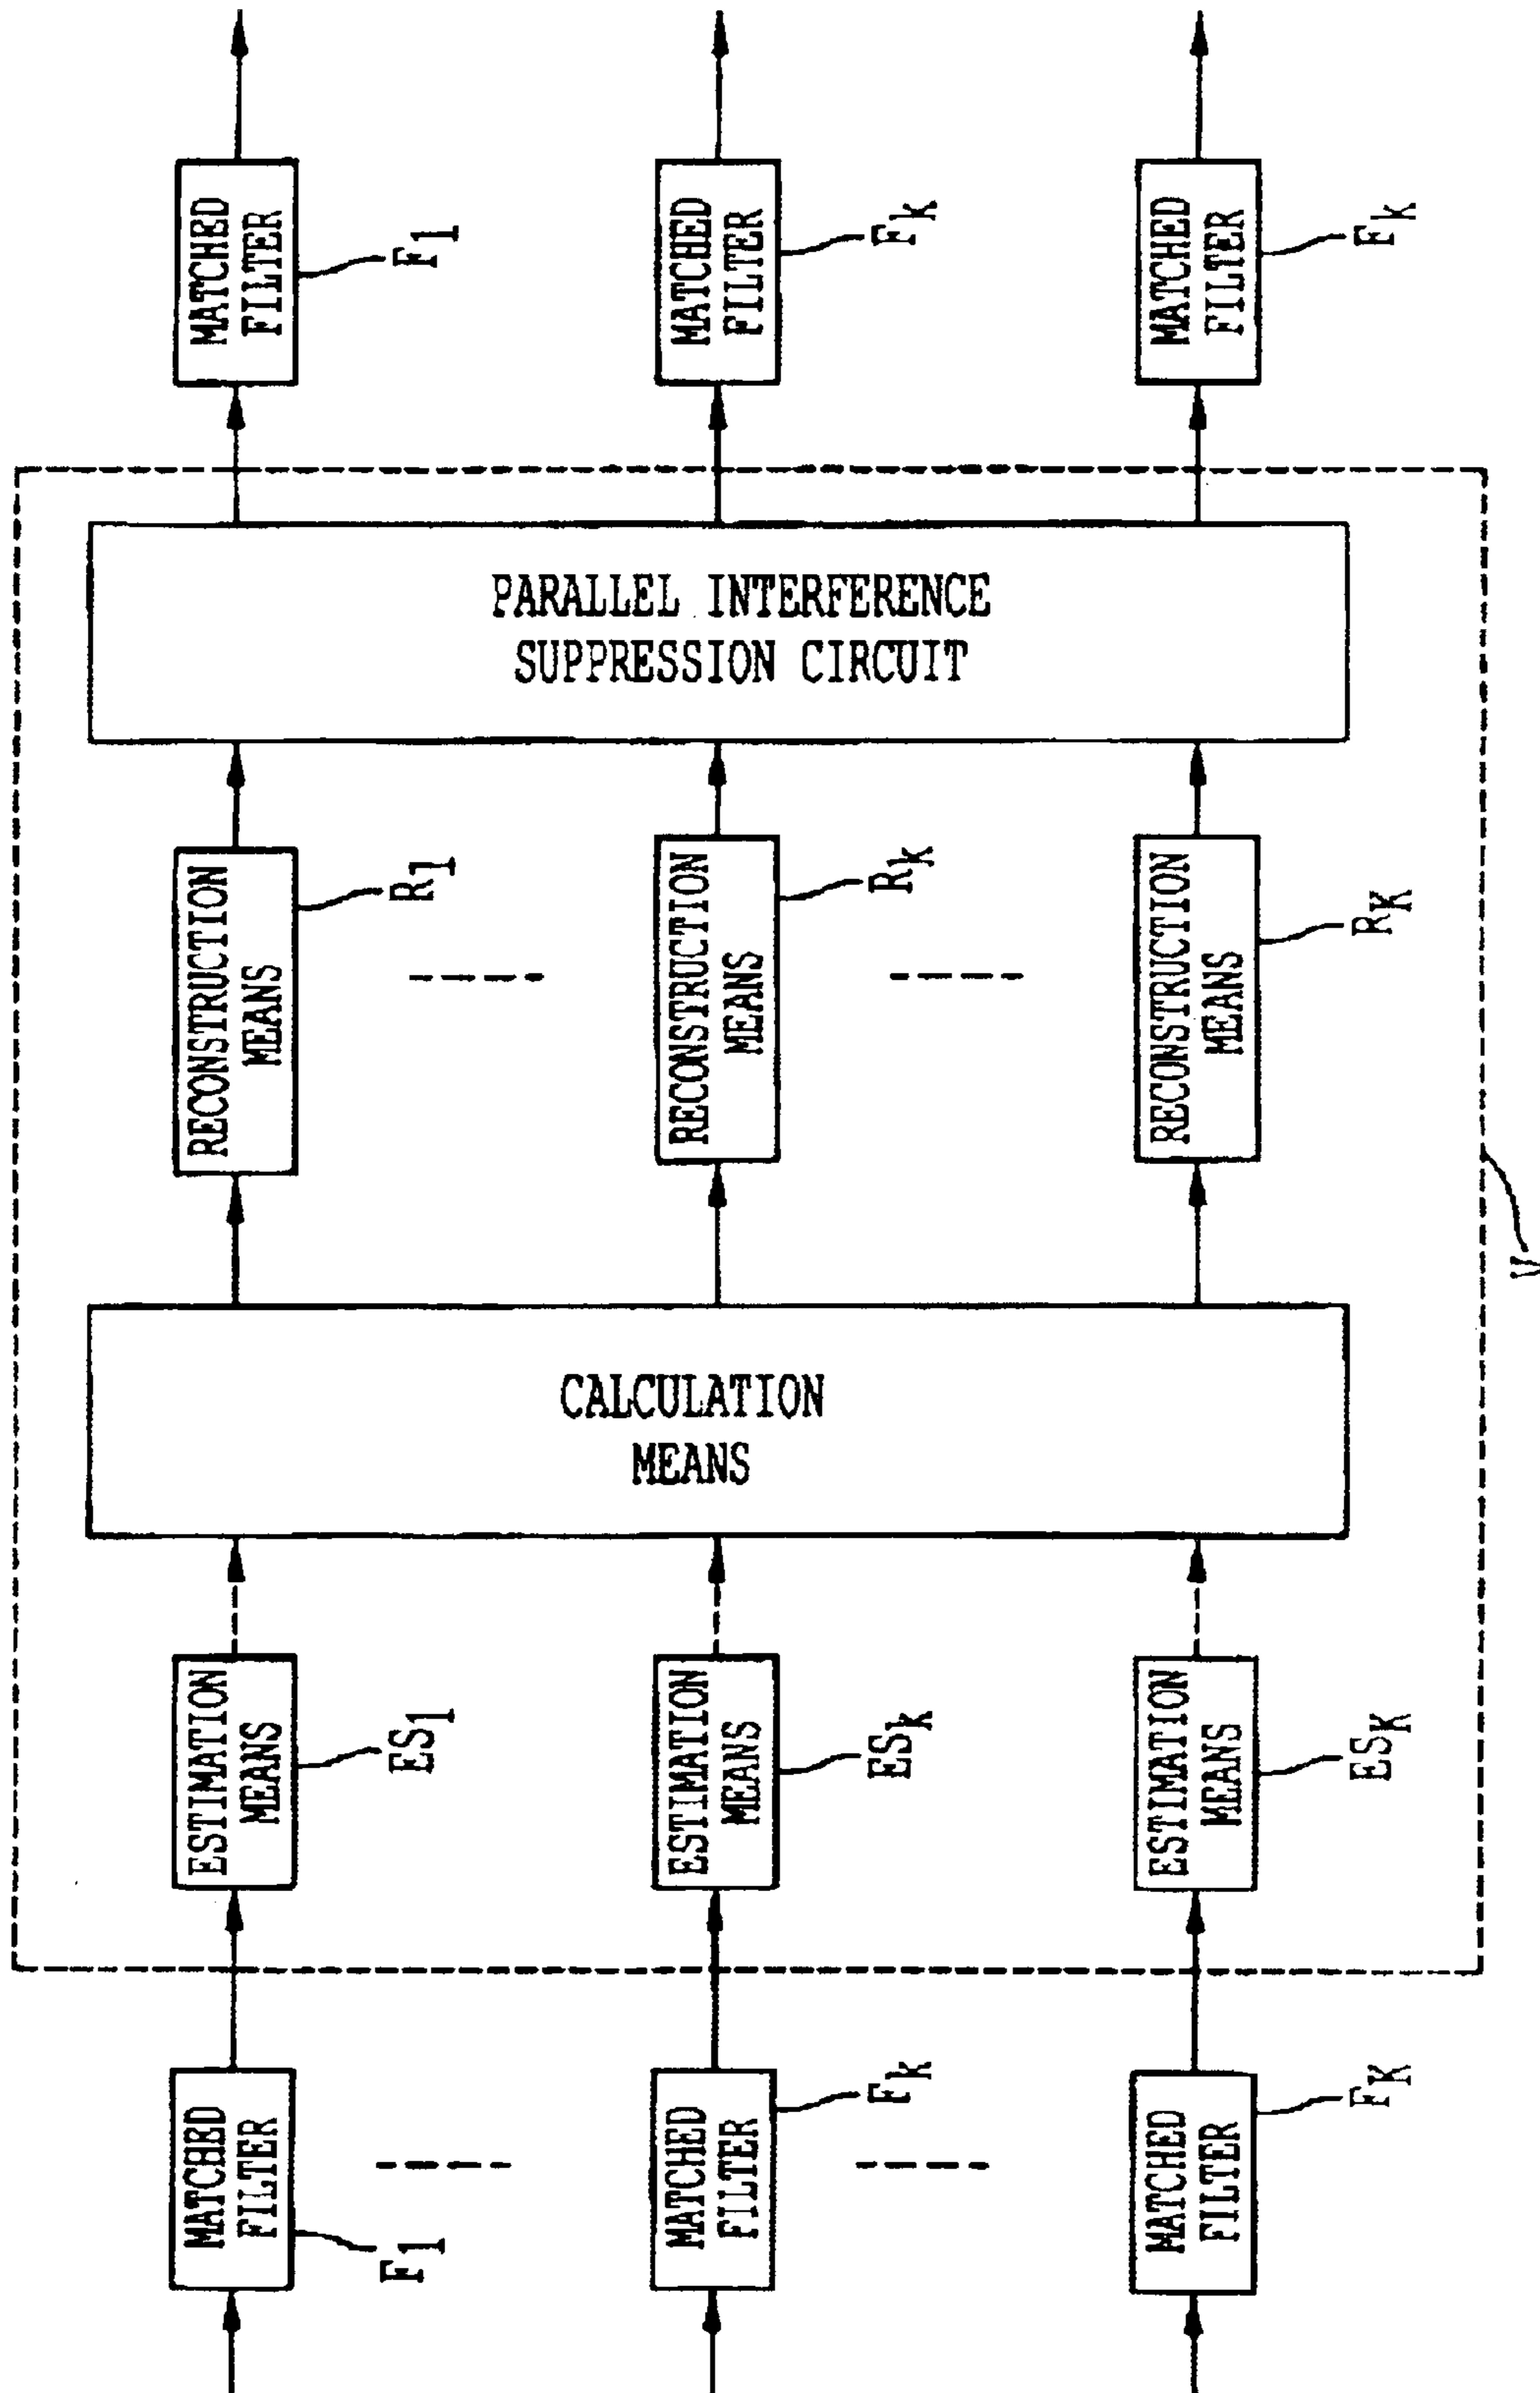 MATCHED
FILTER
F1
MATCHED
FILTER
Fk
MATCHED
FILTER
Fk
PARALLEL INTERFERENCE
SUPPRESSION CIRCUIT
RECONSTRUCTION
MEANS
R1
RECONSTRUCTION
MEANS
Rk
RECONSTRUCTION
MEANS
RK
V
CALCULATION
MEANS
ESTIMATION
MEANS
ES1
ESTIMATION
MEANS
ESk
ESTIMATION
MEANS
ESK
MATCHED
FILTER
F1
MATCHED
FILTER
Fk
MATCHED
FILTER
FK